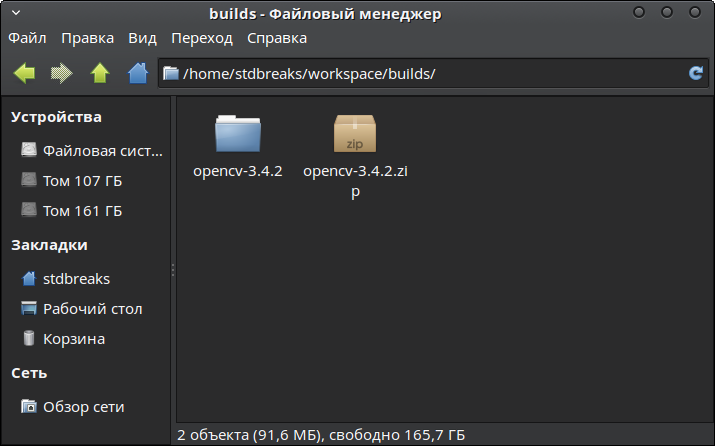 builds - Файловый менеджер
Файл Правка Вид Переход Справка
/home/stdbreaks/workspace/builds/
Устройства
Файловая сист...
Том 107 ГБ
Том 161 ГБ
Закладки
stdbreaks
Рабочий стол
Корзина
Сеть
Обзор сети
opencv-3.4.2
zip
opencv-3.4.2.zi
p
2 объекта (91,6 МБ), свободно 165,7 ГБ